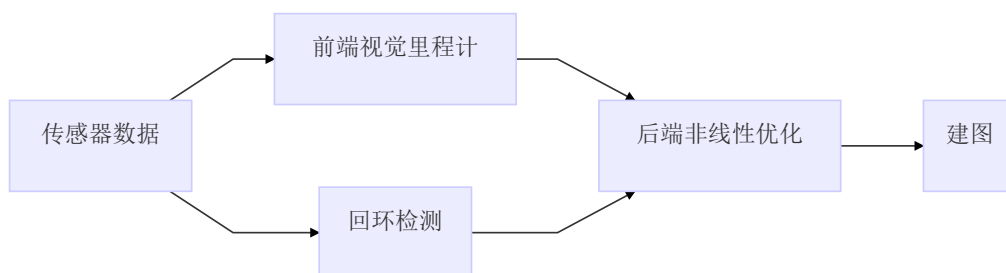 前端视觉里程计
传感器数据
后端非线性优化
建图
回环检测